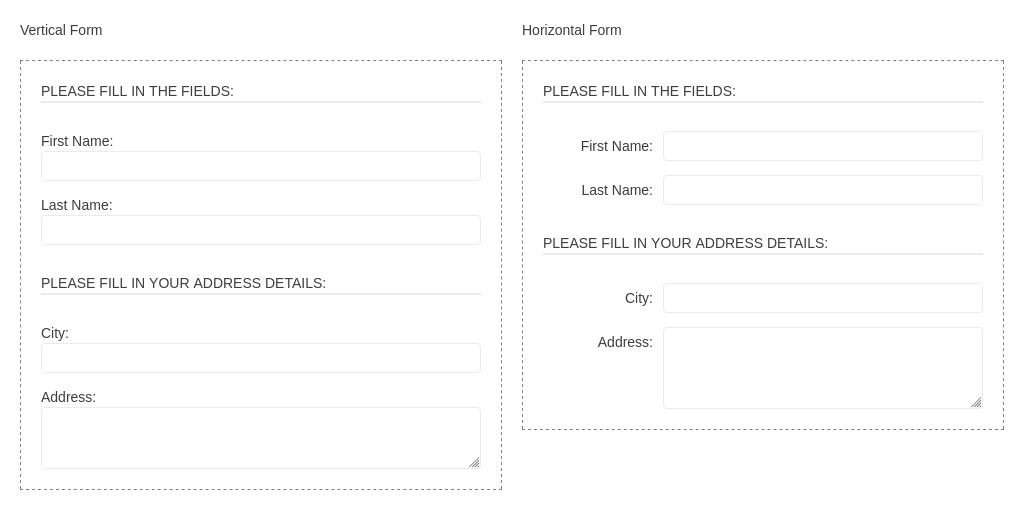 Vertical Form
PLEASE FILL IN THE FIELDS:
First Name:
Last Name:
PLEASE FILL IN YOUR ADDRESS DETAILS:
City:
Address:
Horizontal Form
PLEASE FILL IN THE FIELDS:
First Name:
Last Name:
PLEASE FILL IN YOUR ADDRESS DETAILS:
City:
Address: